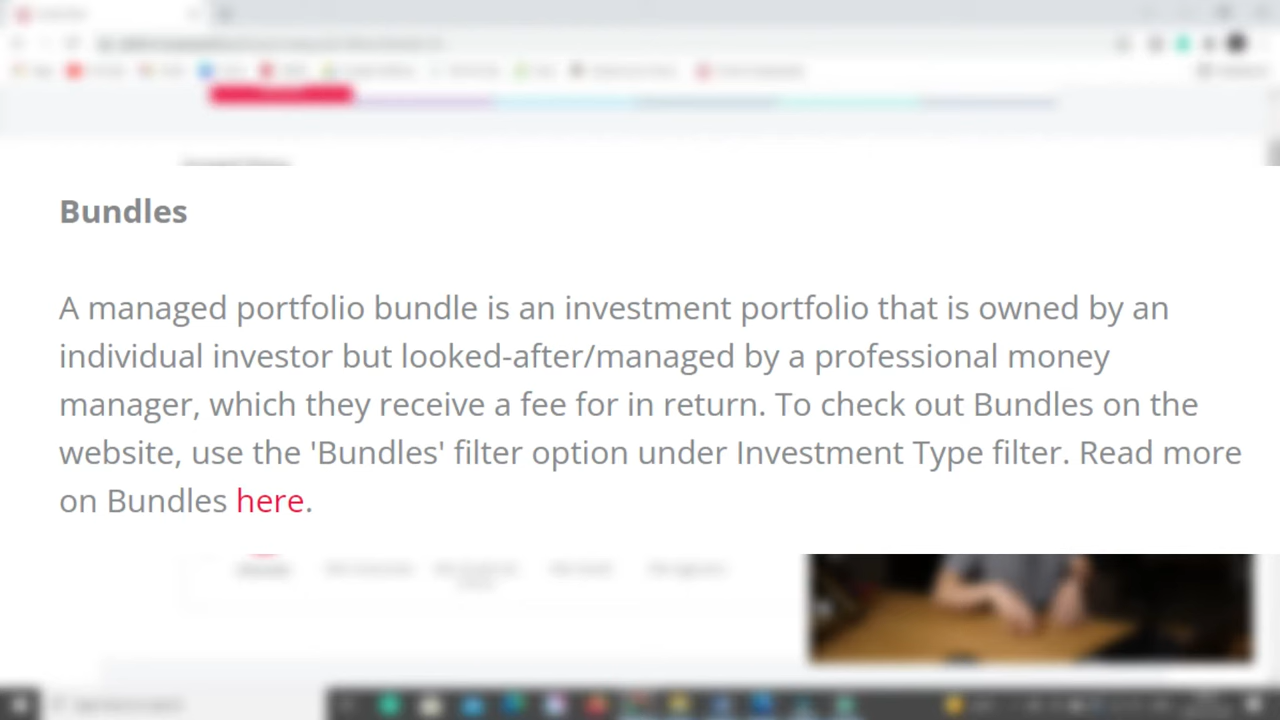 Bundles
A managed portfolio bundle is an investment portfolio that is owned by an
individual investor but looked-after/managed by a professional money
manager, which they receive a fee for in return. To check out Bundles on the
website, use the 'Bundles' filter option under Investment Type filter. Read more
on Bundles here.